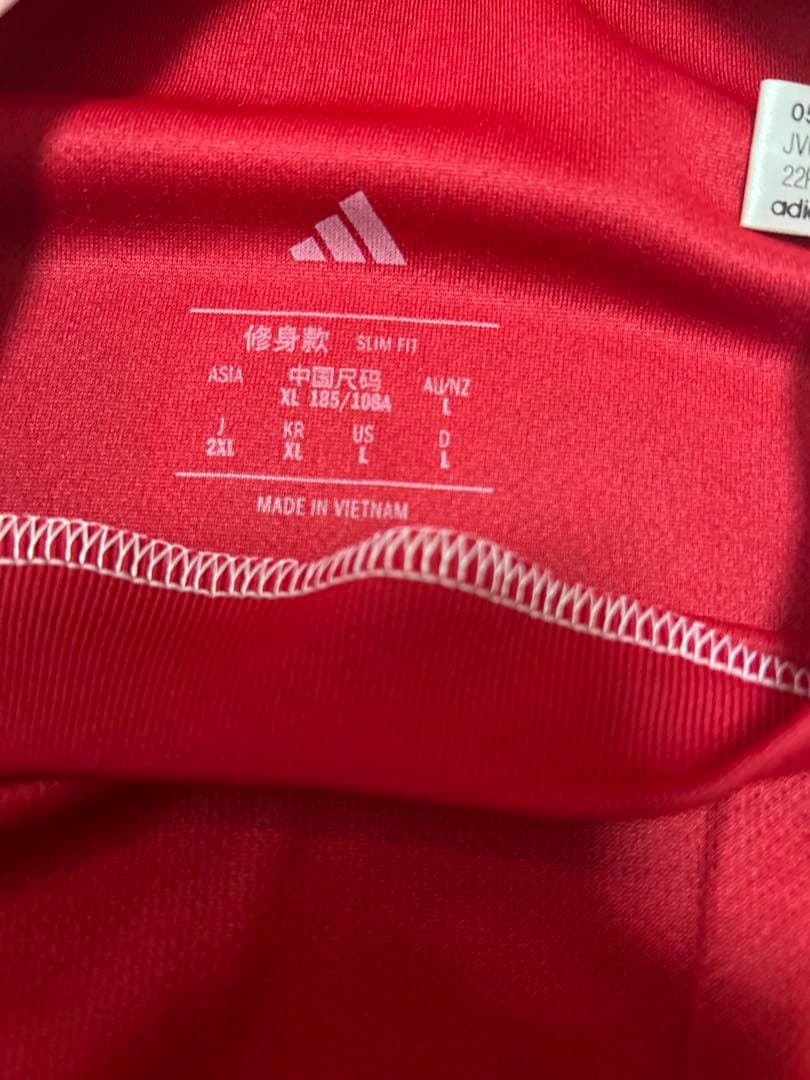 修身款 SLIM FIT
ASIA 中国尺码 AU/NZ
XL 185/108A L
J KR US D
2XL XL L L
MADE IN VIETNAM
05
JV
22
adi